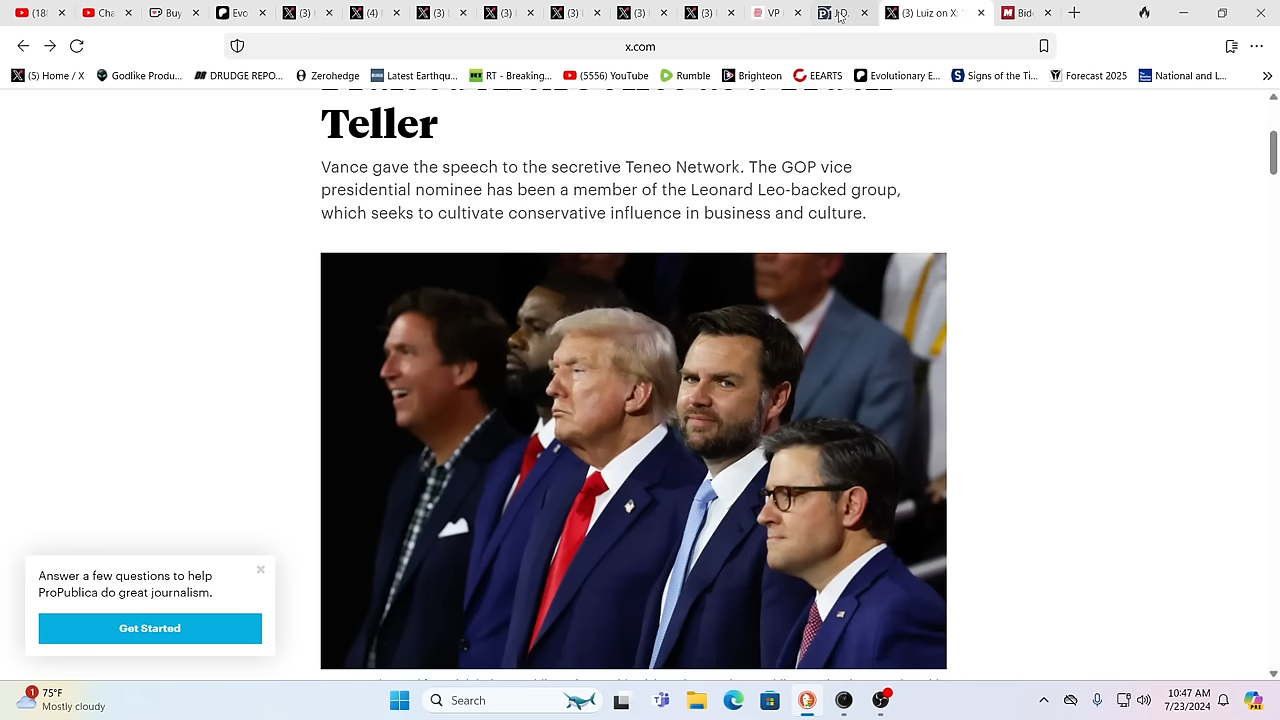 (18
Cha
Buy
Evo
(3)
(4)
(3)
(3)
(3)
(3)
(3)
VP
JD
(3) Luiz on X:
Bid
x.com
(5) Home / X
Godlike Produ...
DRUDGE REPO...
Zerohedge
Latest Earthqu...
RT - Breaking...
(5556) YouTube
Rumble
Brighteon
EEARTS
Evolutionary E...
Signs of the Ti...
Forecast 2025
National and L...
Teller
Vance gave the speech to the secretive Teneo Network. The GOP vice
presidential nominee has been a member of the Leonard Leo-backed group,
which seeks to cultivate conservative influence in business and culture.
Answer a few questions to help
ProPublica do great journalism.
Get Started
1
75°F
Mostly cloudy
Search
0:47 AM
7/23/2024